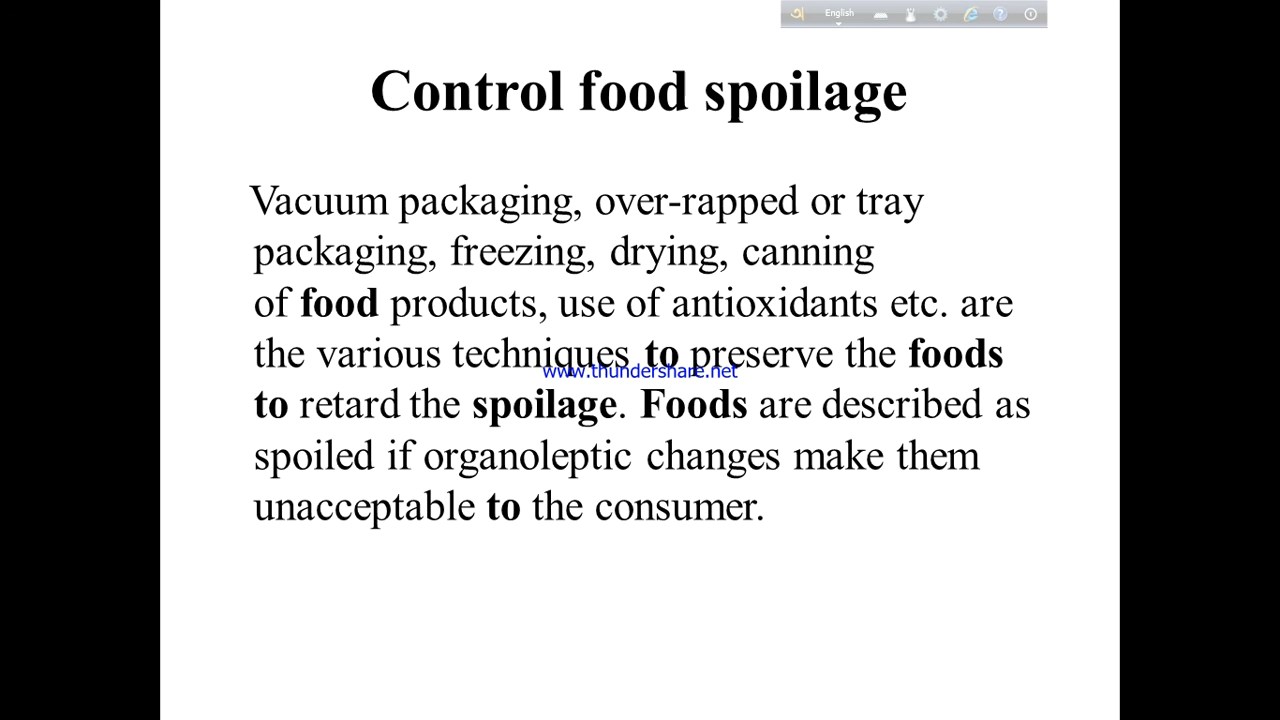 অ English
Control food spoilage
Vacuum packaging, over-rapped or tray
packaging, freezing, drying, canning
of food products, use of antioxidants etc. are
the various techniques to preserve the foods
www.thundershare.net
to retard the spoilage. Foods are described as
spoiled if organoleptic changes make them
unacceptable to the consumer.